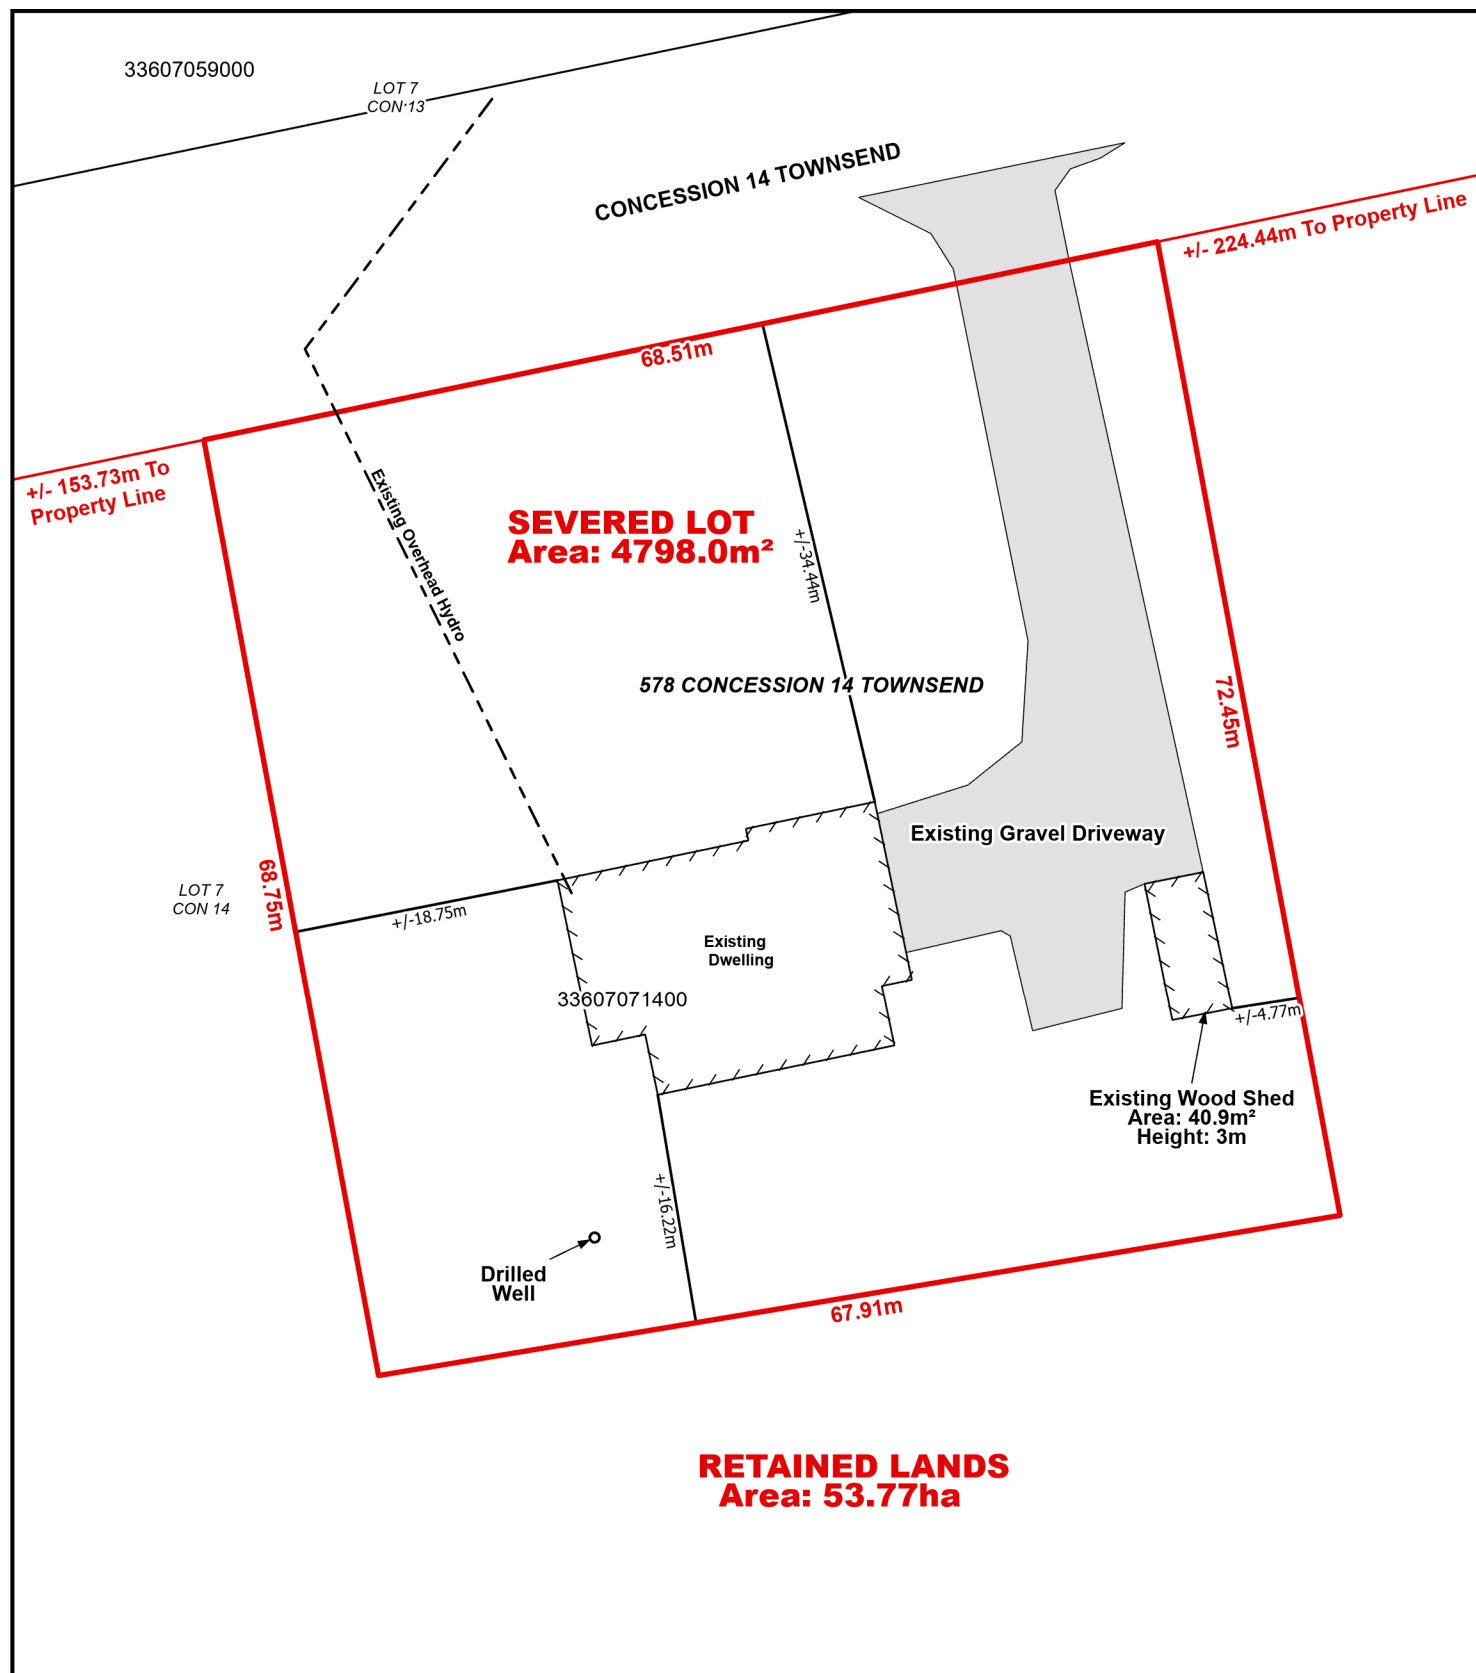 33607059000
LOT 7
CON 13
CONCESSION 14 TOWNSEND
+/- 224.44m To Property Line
68.51m
+/- 153.73m To
Property Line
Existing Overhead Hydro
SEVERED LOT
Area: 4798.0m²
+/-34.44m
578 CONCESSION 14 TOWNSEND
72.45m
Existing Gravel Driveway
68.75m
LOT 7
CON 14
+/-18.75m
Existing
Dwelling
33607071400
+/-4.77m
Existing Wood Shed
Area: 40.9m²
Height: 3m
+/-16.22m
Drilled
Well
67.91m
RETAINED LANDS
Area: 53.77ha